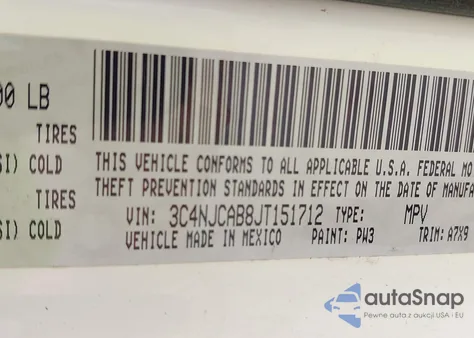 00 LB
TIRES
SI) COLD
TIRES
SI) COLD
THIS VEHICLE CONFORMS TO ALL APPLICABLE U.S.A. FEDERAL MO
THEFT PREVENTION STANDARDS IN EFFECT ON THE DATE OF MANUFA
VIN: 3C4NJCAB8JT151712 TYPE: MPV
VEHICLE MADE IN MEXICO PAINT: PW3 TRIM: A7X9
autoSnap
Pewne auta z aukcji USA i EU